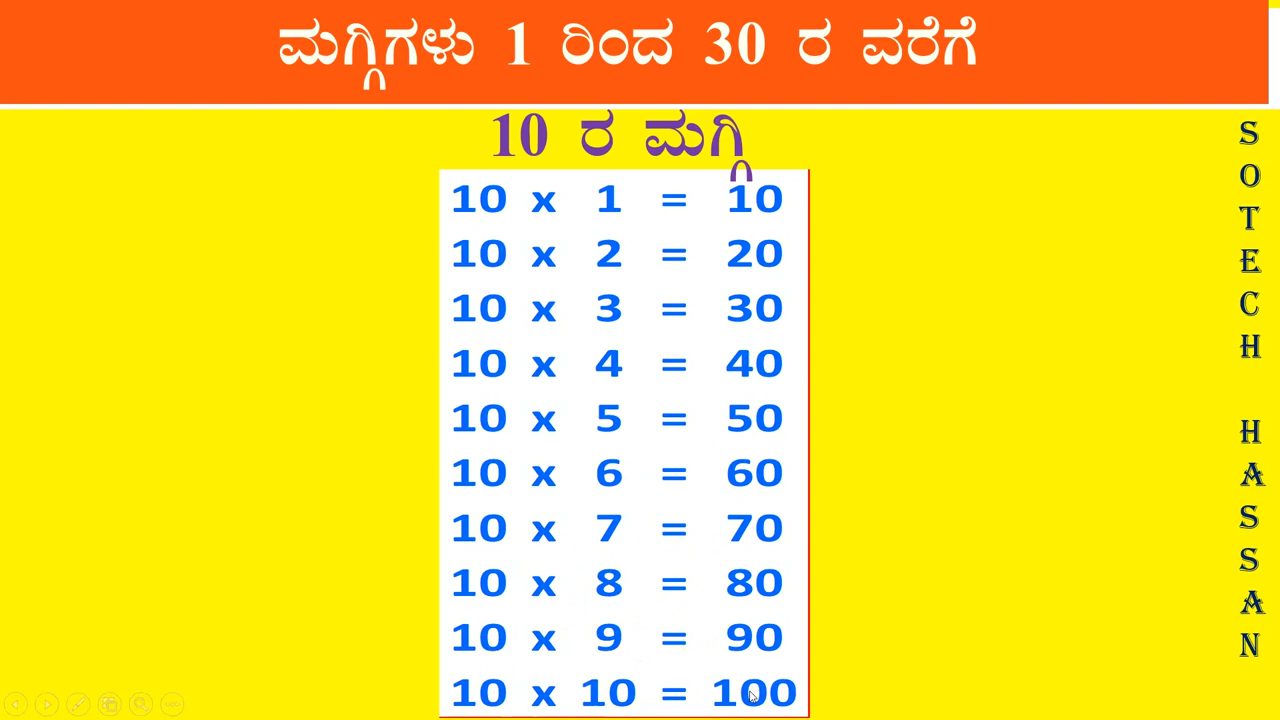 ಮಗ್ಗಿಗಳು 1 ರಿಂದ 30 ರ ವರೆಗೆ
10 ರ ಮಗ್ಗಿ
10 x 1 = 10
10 x 2 = 20
10 x 3 = 30
10 x 4 = 40
10 x 5 = 50
10 x 6 = 60
10 x 7 = 70
10 x 8 = 80
10 x 9 = 90
10 x 10 = 100
SOTECH HASSAN